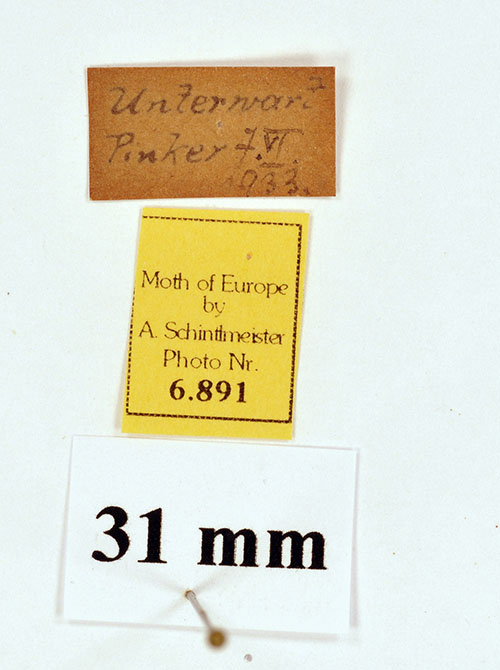 Unterwart
Pinker 7.VI.
1933.
Moth of Europe
by
A. Schintlmeister
Photo Nr.
6.891
31 mm